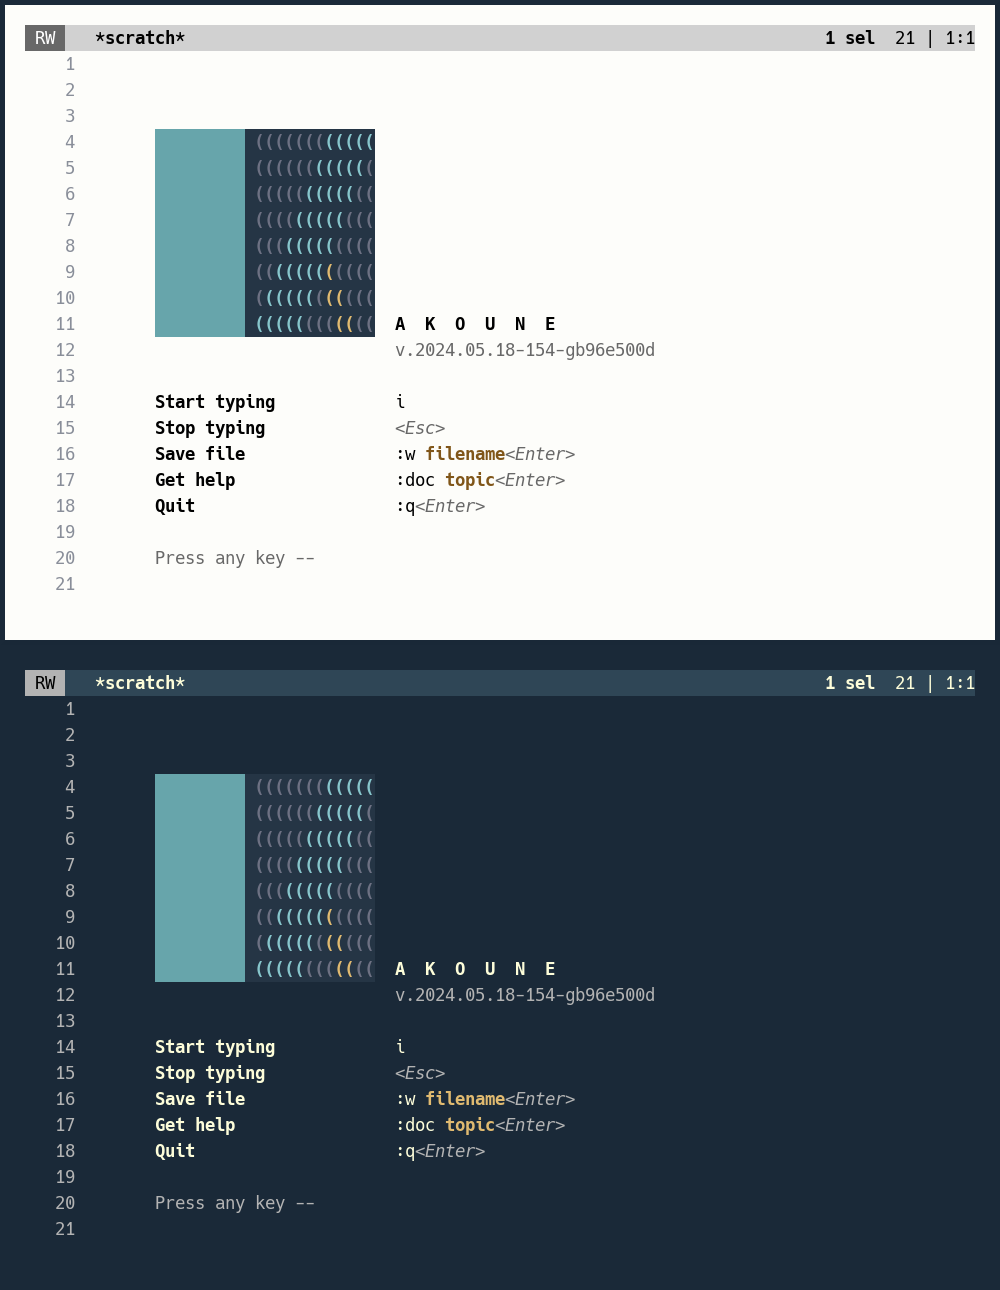 RW *scratch* 1 sel 21 | 1:1
1
2
3
4 ((((((((((((
5 ((((((((((((
6 ((((((((((((
7 ((((((((((((
8 ((((((((((((
9 ((((((((((((
10 ((((((((((((
11 (((((((((((( A K O U N E
12 v.2024.05.18-154-gb96e500d
13
14 Start typing i
15 Stop typing <Esc>
16 Save file :w filename<Enter>
17 Get help :doc topic<Enter>
18 Quit :q<Enter>
19
20 Press any key --
21
RW *scratch* 1 sel 21 | 1:1
1
2
3
4 ((((((((((((
5 ((((((((((((
6 ((((((((((((
7 ((((((((((((
8 ((((((((((((
9 ((((((((((((
10 ((((((((((((
11 (((((((((((( A K O U N E
12 v.2024.05.18-154-gb96e500d
13
14 Start typing i
15 Stop typing <Esc>
16 Save file :w filename<Enter>
17 Get help :doc topic<Enter>
18 Quit :q<Enter>
19
20 Press any key --
21